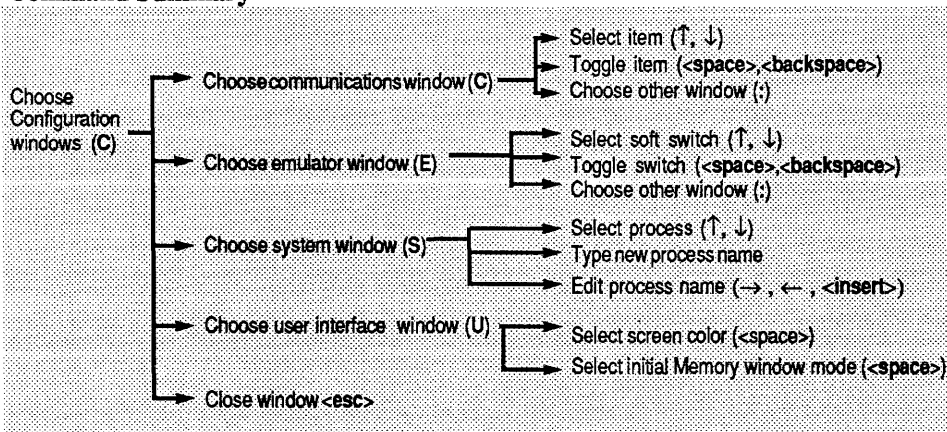 Command Summary
Choose
Configuration
windows (C)
Choose communications window (C)
Select item (↑, ↓)
Toggle item (<space>,<backspace>)
Choose other window (:)
Choose emulator window (E)
Select soft switch (↑, ↓)
Toggle switch (<space>,<backspace>)
Choose other window (:)
Choose system window (S)
Select process (↑, ↓)
Type new process name
Edit process name (→ , ← , <insert>)
Choose user interface window (U)
Select screen color (<space>)
Select initial Memory window mode (<space>)
Close window <esc>